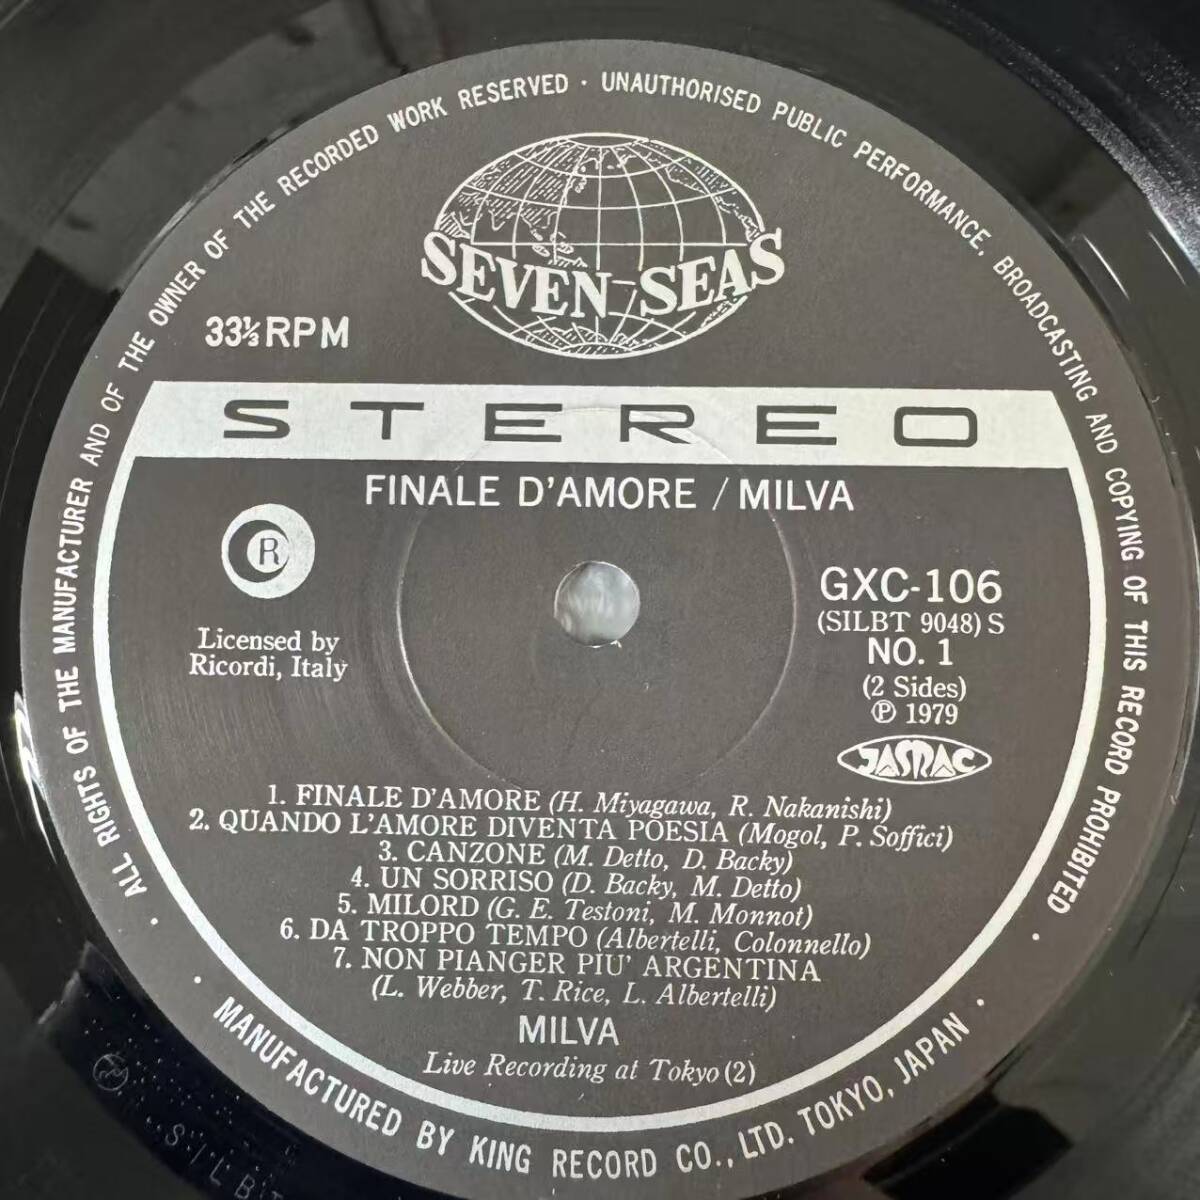 ALL RIGHTS OF THE MANUFACTURER AND OF THE OWNER OF THE RECORDED WORK RESERVED · UNAUTHORISED PUBLIC PERFORMANCE, BROADCASTING AND COPYING OF THIS RECORD PROHIBITED
SEVEN SEAS
33⅓RPM
STEREO
FINALE D'AMORE / MILVA
R
Licensed by
Ricordi, Italy
GXC-106
(SILBT 9048) S
NO. 1
(2 Sides)
Ⓟ 1979
JASRAC
1. FINALE D'AMORE (H. Miyagawa, R. Nakanishi)
2. QUANDO L'AMORE DIVENTA POESIA (Mogol, P. Soffici)
3. CANZONE (M. Detto, D. Backy)
4. UN SORRISO (D. Backy, M. Detto)
5. MILORD (G. E. Testoni, M. Monnot)
6. DA TROPPO TEMPO (Albertelli, Colonnello)
7. NON PIANGER PIU' ARGENTINA
(L. Webber, T. Rice, L. Albertelli)
MILVA
Live Recording at Tokyo (2)
MANUFACTURED BY KING RECORD CO., LTD. TOKYO, JAPAN